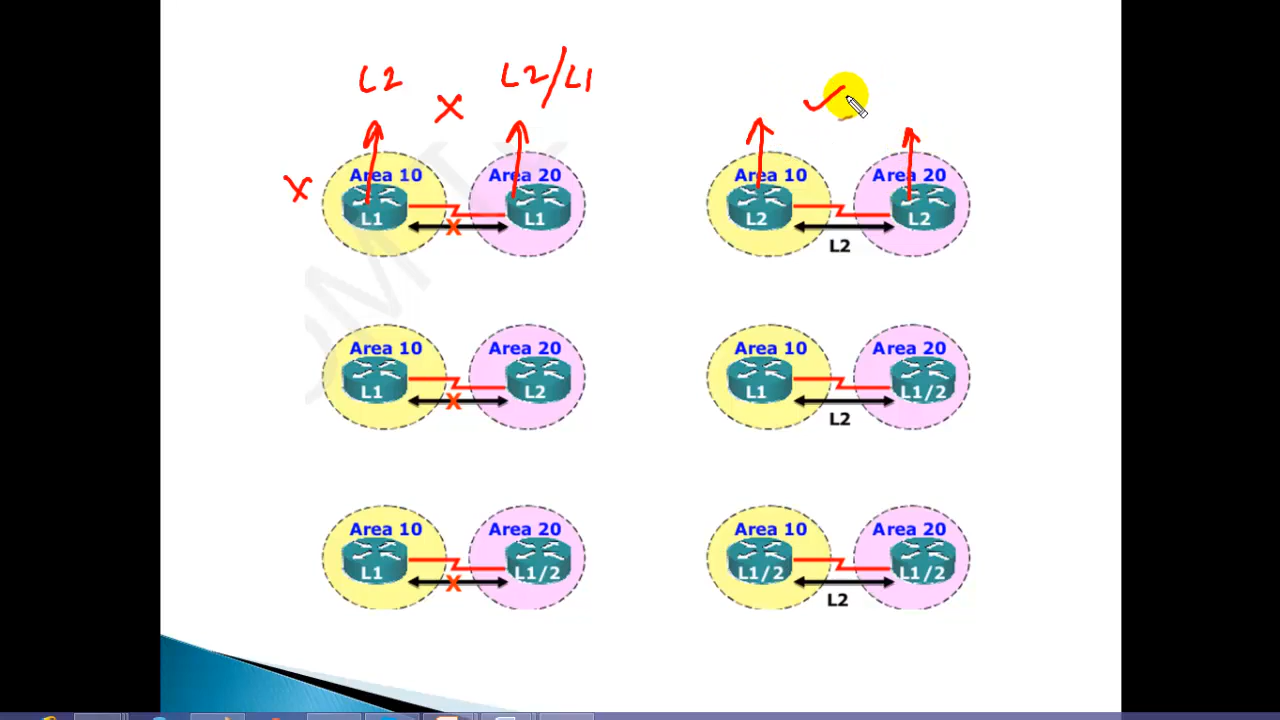 L2 X L2/L1
X Area 10 Area 20 Area 10 Area 20
L1 L1 L2 L2
X L2
Area 10 Area 20 Area 10 Area 20
L1 L2 L1 L1/2
X L2
Area 10 Area 20 Area 10 Area 20
L1 L1/2 L1/2 L1/2
X L2